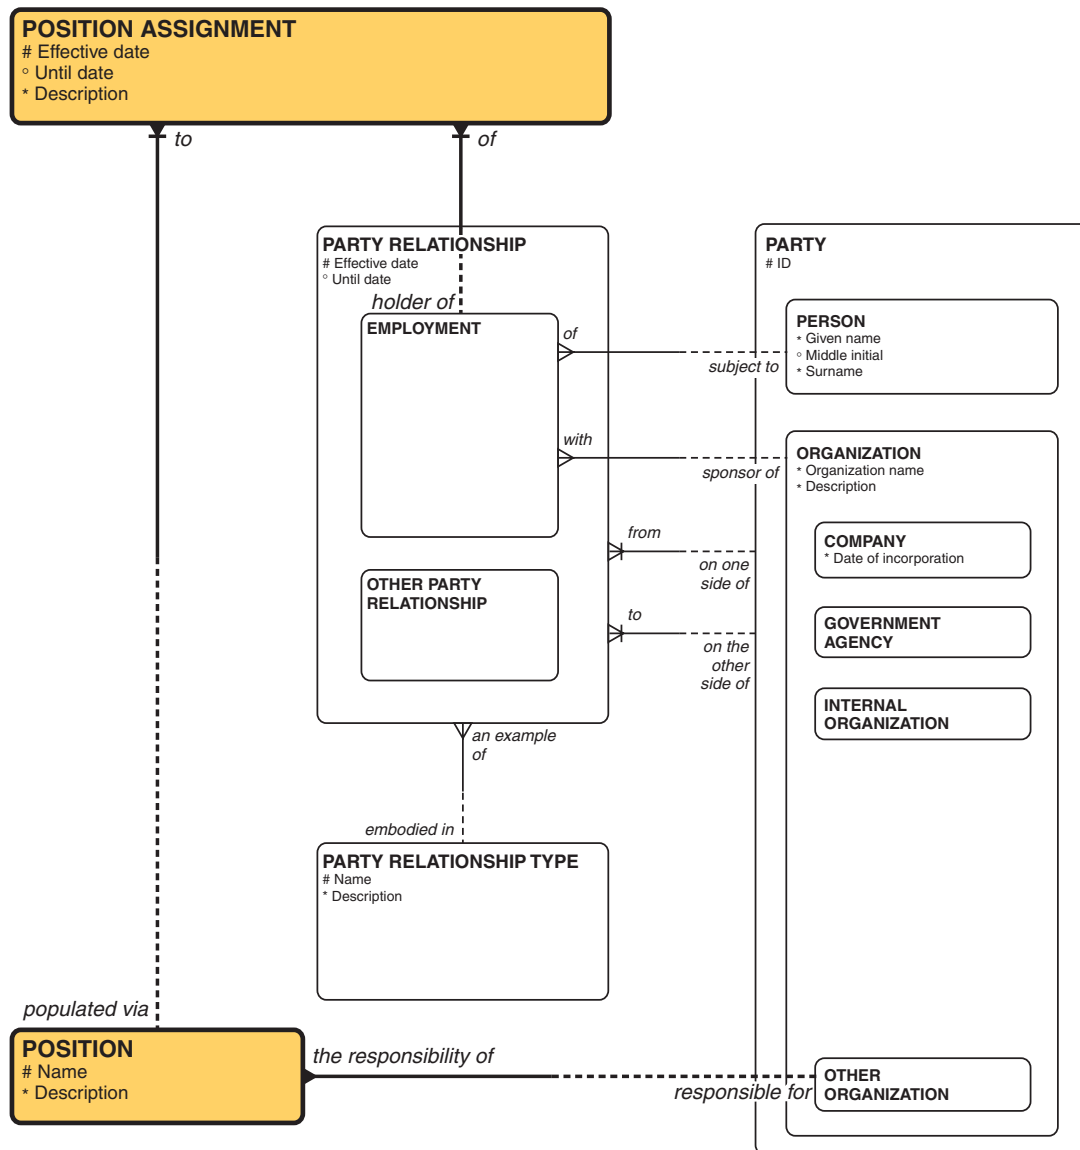 POSITION ASSIGNMENT
# Effective date
° Until date
* Description
to
of
PARTY RELATIONSHIP
# Effective date
° Until date
holder of
EMPLOYMENT
of
subject to
with
sponsor of
from
on one
side of
OTHER PARTY
RELATIONSHIP
to
on the
other
side of
an example
of
embodied in
PARTY RELATIONSHIP TYPE
# Name
* Description
PARTY
# ID
PERSON
* Given name
° Middle initial
* Surname
ORGANIZATION
* Organization name
* Description
COMPANY
* Date of incorporation
GOVERNMENT
AGENCY
INTERNAL
ORGANIZATION
populated via
POSITION
# Name
* Description
the responsibility of
responsible for
OTHER
ORGANIZATION